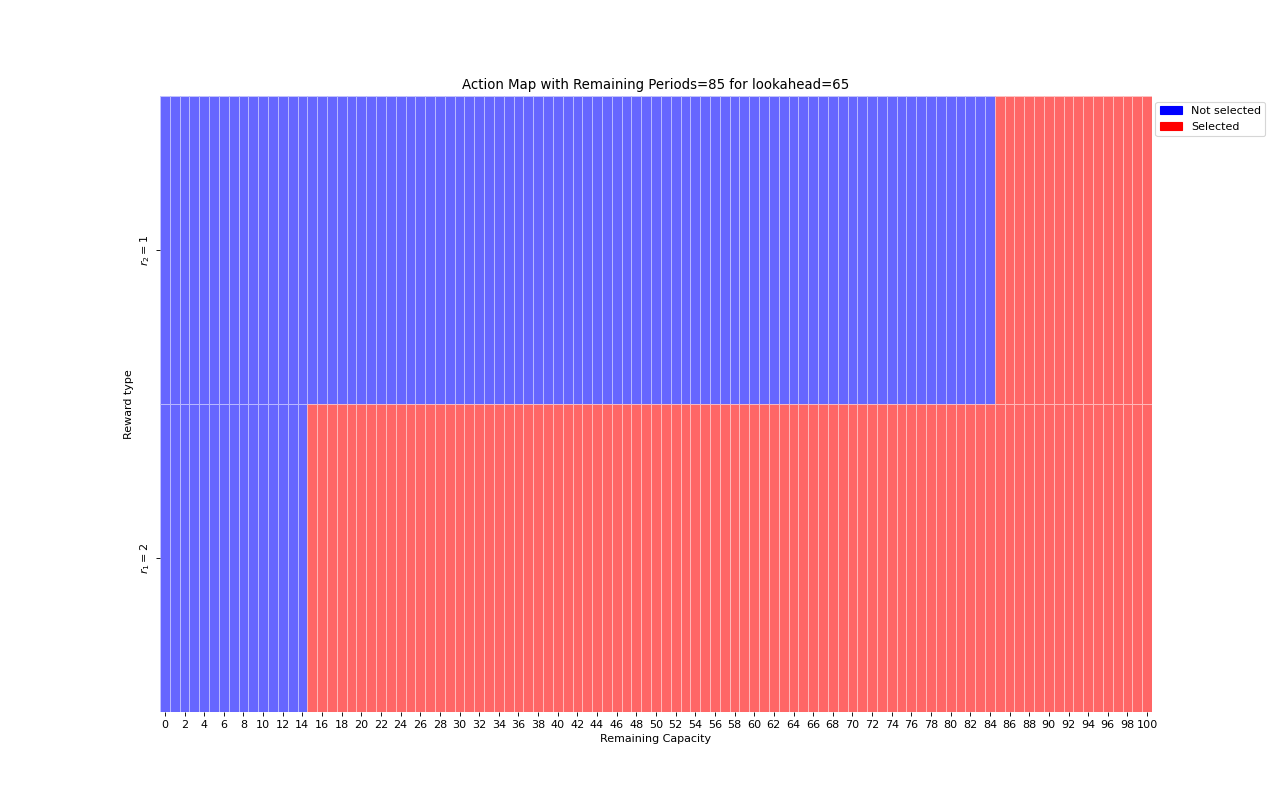 Action Map with Remaining Periods=85 for lookahead=65
Not selected
Selected
r₂ = 1
Reward type
r₁ = 2
0 2 4 6 8 10 12 14 16 18 20 22 24 26 28 30 32 34 36 38 40 42 44 46 48 50 52 54 56 58 60 62 64 66 68 70 72 74 76 78 80 82 84 86 88 90 92 94 96 98 100
Remaining Capacity